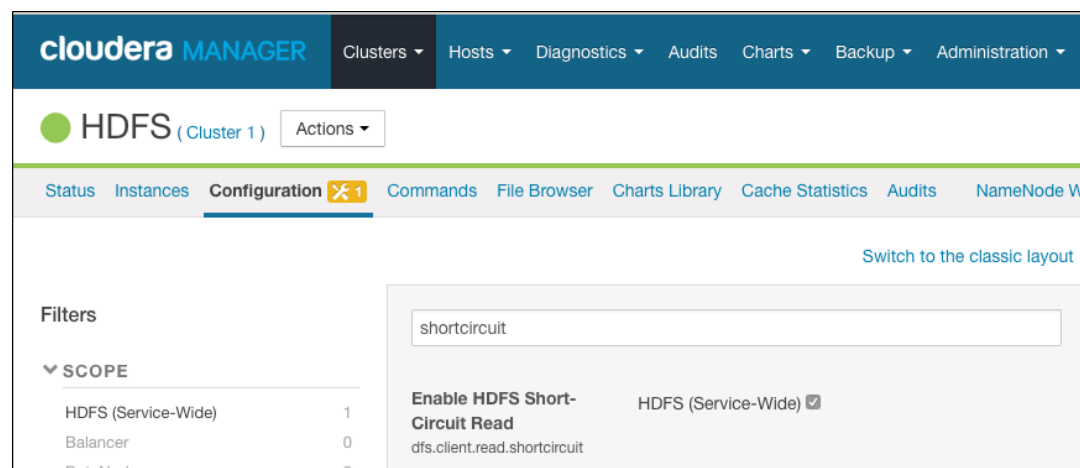 cloudera MANAGER Clusters Hosts Diagnostics Audits Charts Backup Administration
HDFS (Cluster 1) Actions
Status Instances Configuration 1 Commands File Browser Charts Library Cache Statistics Audits NameNode W
Switch to the classic layout
Filters
shortcircuit
SCOPE
HDFS (Service-Wide) 1
Balancer 0
Enable HDFS Short-
Circuit Read
dfs.client.read.shortcircuit
HDFS (Service-Wide)